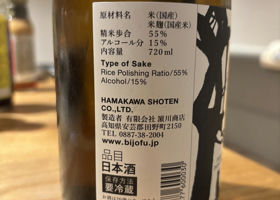 原材料名 米(国産)
米麹(国産米)
精米歩合 55%
アルコール分 15%
内容量 720ml
Type of Sake
Rice Polishing Ratio/55%
Alcohol/15%
HAMAKAWA SHOTEN
CO.,LTD.
製造者 有限会社 濵川商店
高知県安芸郡田野町2150
TEL 0887-38-2004
www.bijofu.jp
品目
日本酒
保存方法
要冷蔵